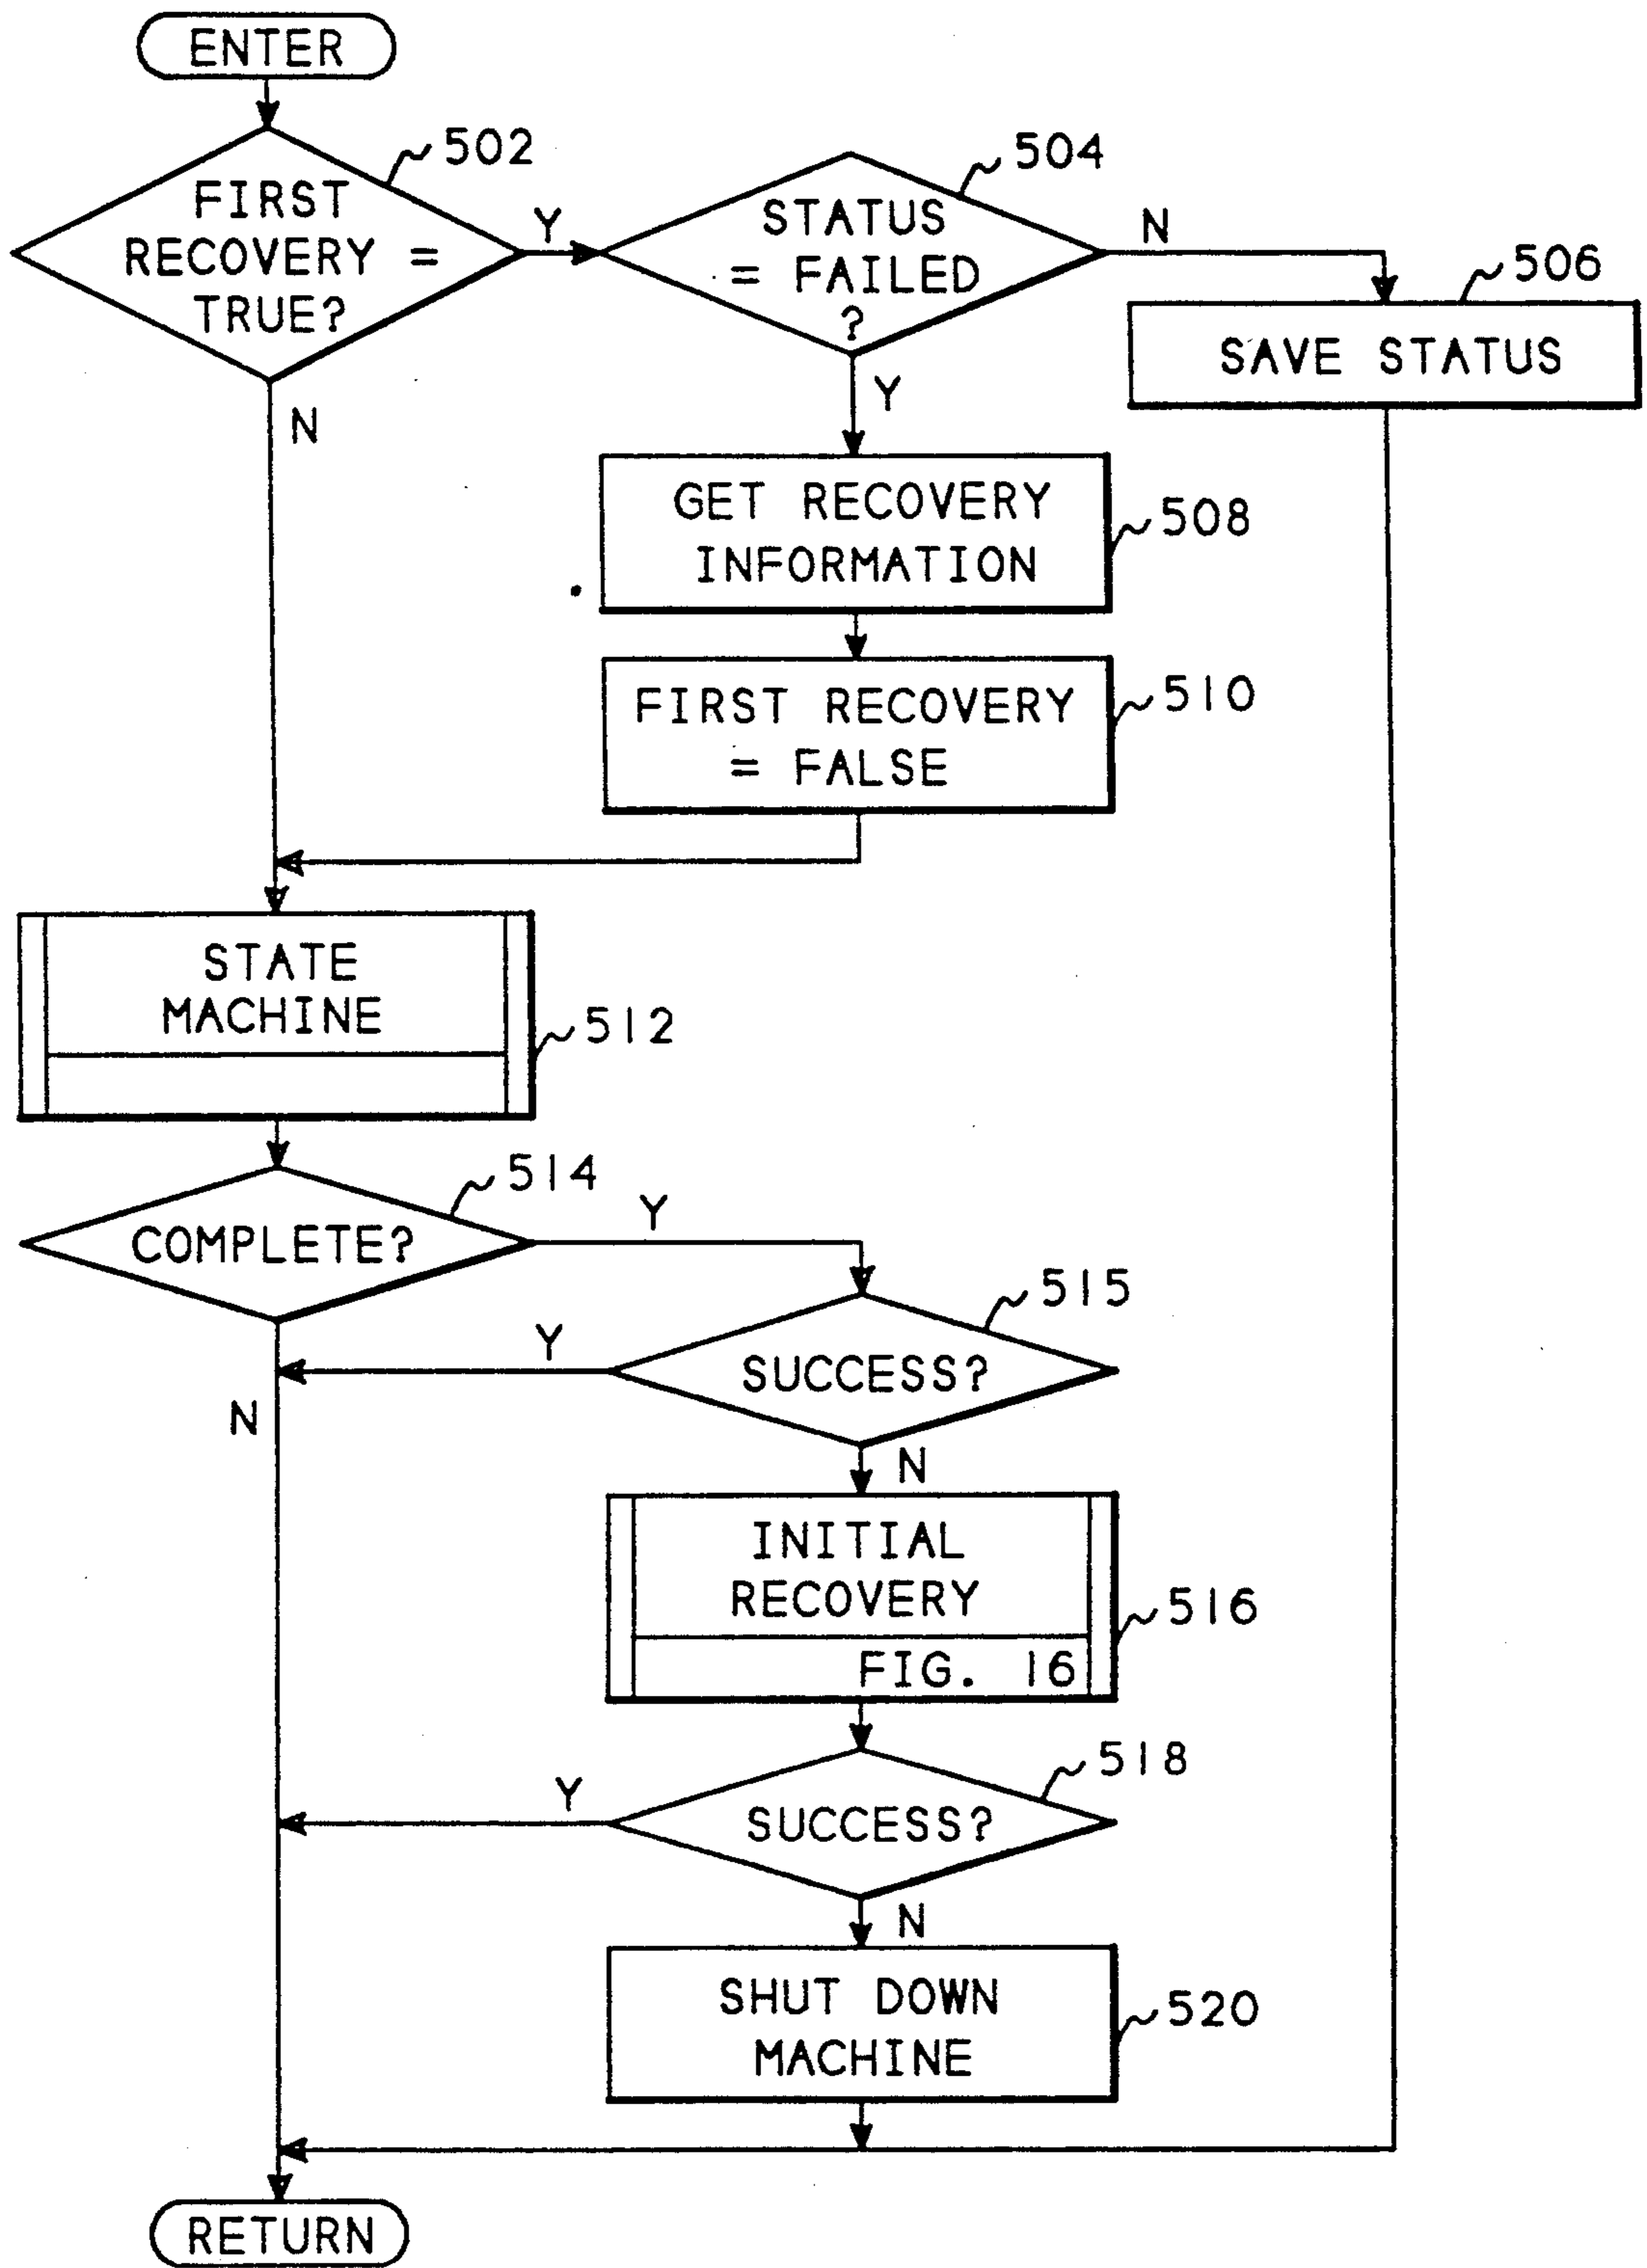 ENTER
502
FIRST
RECOVERY =
TRUE?
Y
N
504
STATUS
= FAILED
?
N
Y
506
SAVE STATUS
GET RECOVERY
INFORMATION
508
FIRST RECOVERY
= FALSE
510
STATE
MACHINE
512
514
COMPLETE?
Y
N
515
SUCCESS?
Y
N
INITIAL
RECOVERY
FIG. 16
516
518
SUCCESS?
Y
N
SHUT DOWN
MACHINE
520
RETURN